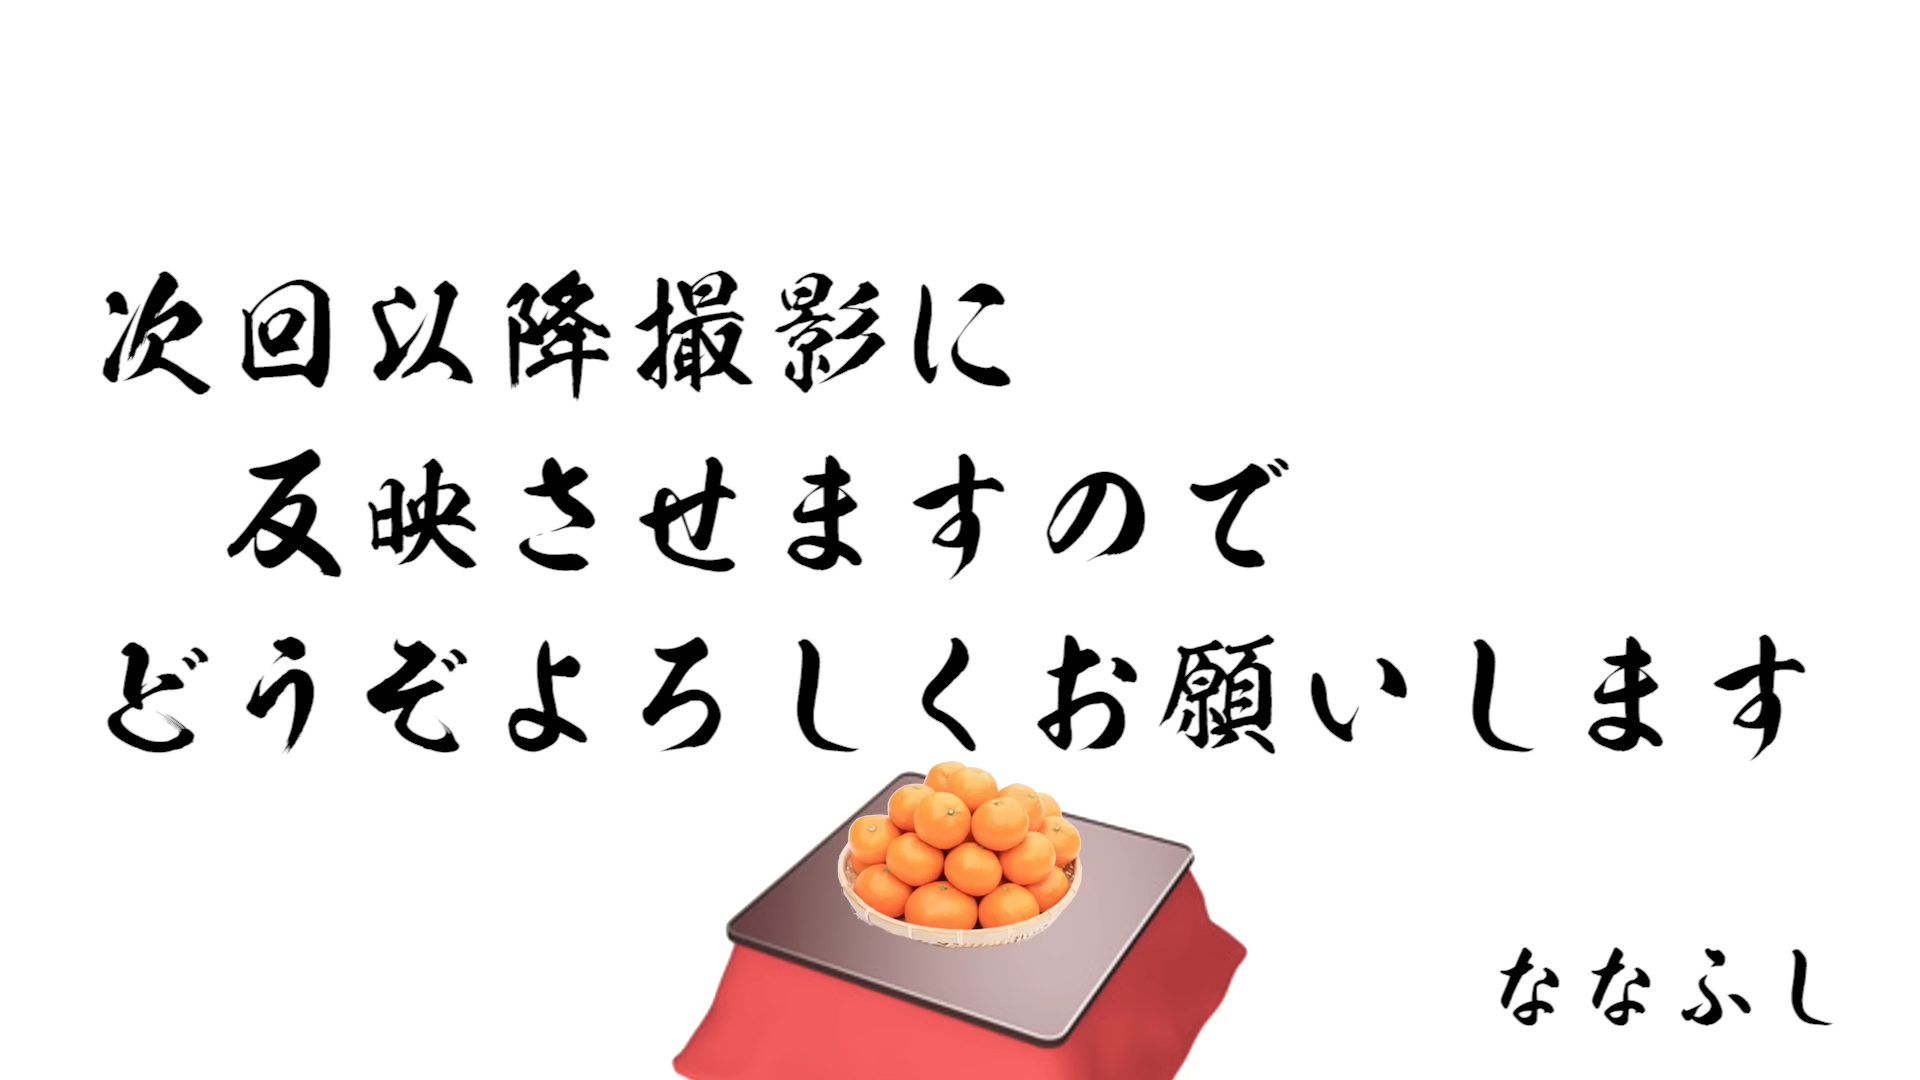 次回以降撮影に
反映させますので
どうぞよろしくお願いします
ななふし